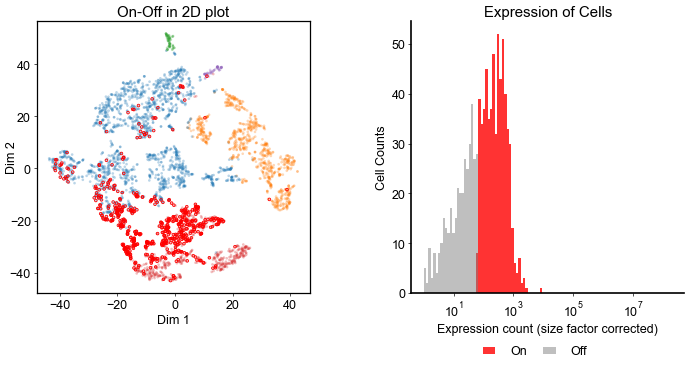 On-Off in 2D plot
Expression of Cells
40
20
0
−20
−40
Dim 2
−40
−20
0
20
40
Dim 1
50
40
30
20
10
0
Cell Counts
10^1
10^3
10^5
10^7
Expression count (size factor corrected)
On
Off